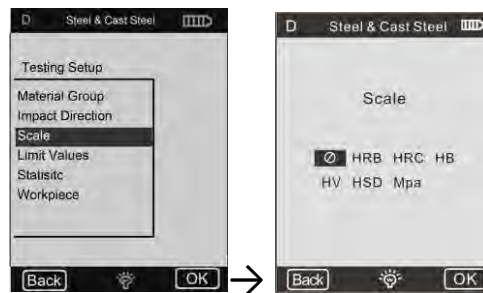 D Steel & Cast Steel
Testing Setup
Material Group
Impact Direction
Scale
Limit Values
Statisitc
Workpiece
Back OK
D Steel & Cast Steel
Scale
HRB HRC HB
HV HSD Mpa
Back OK